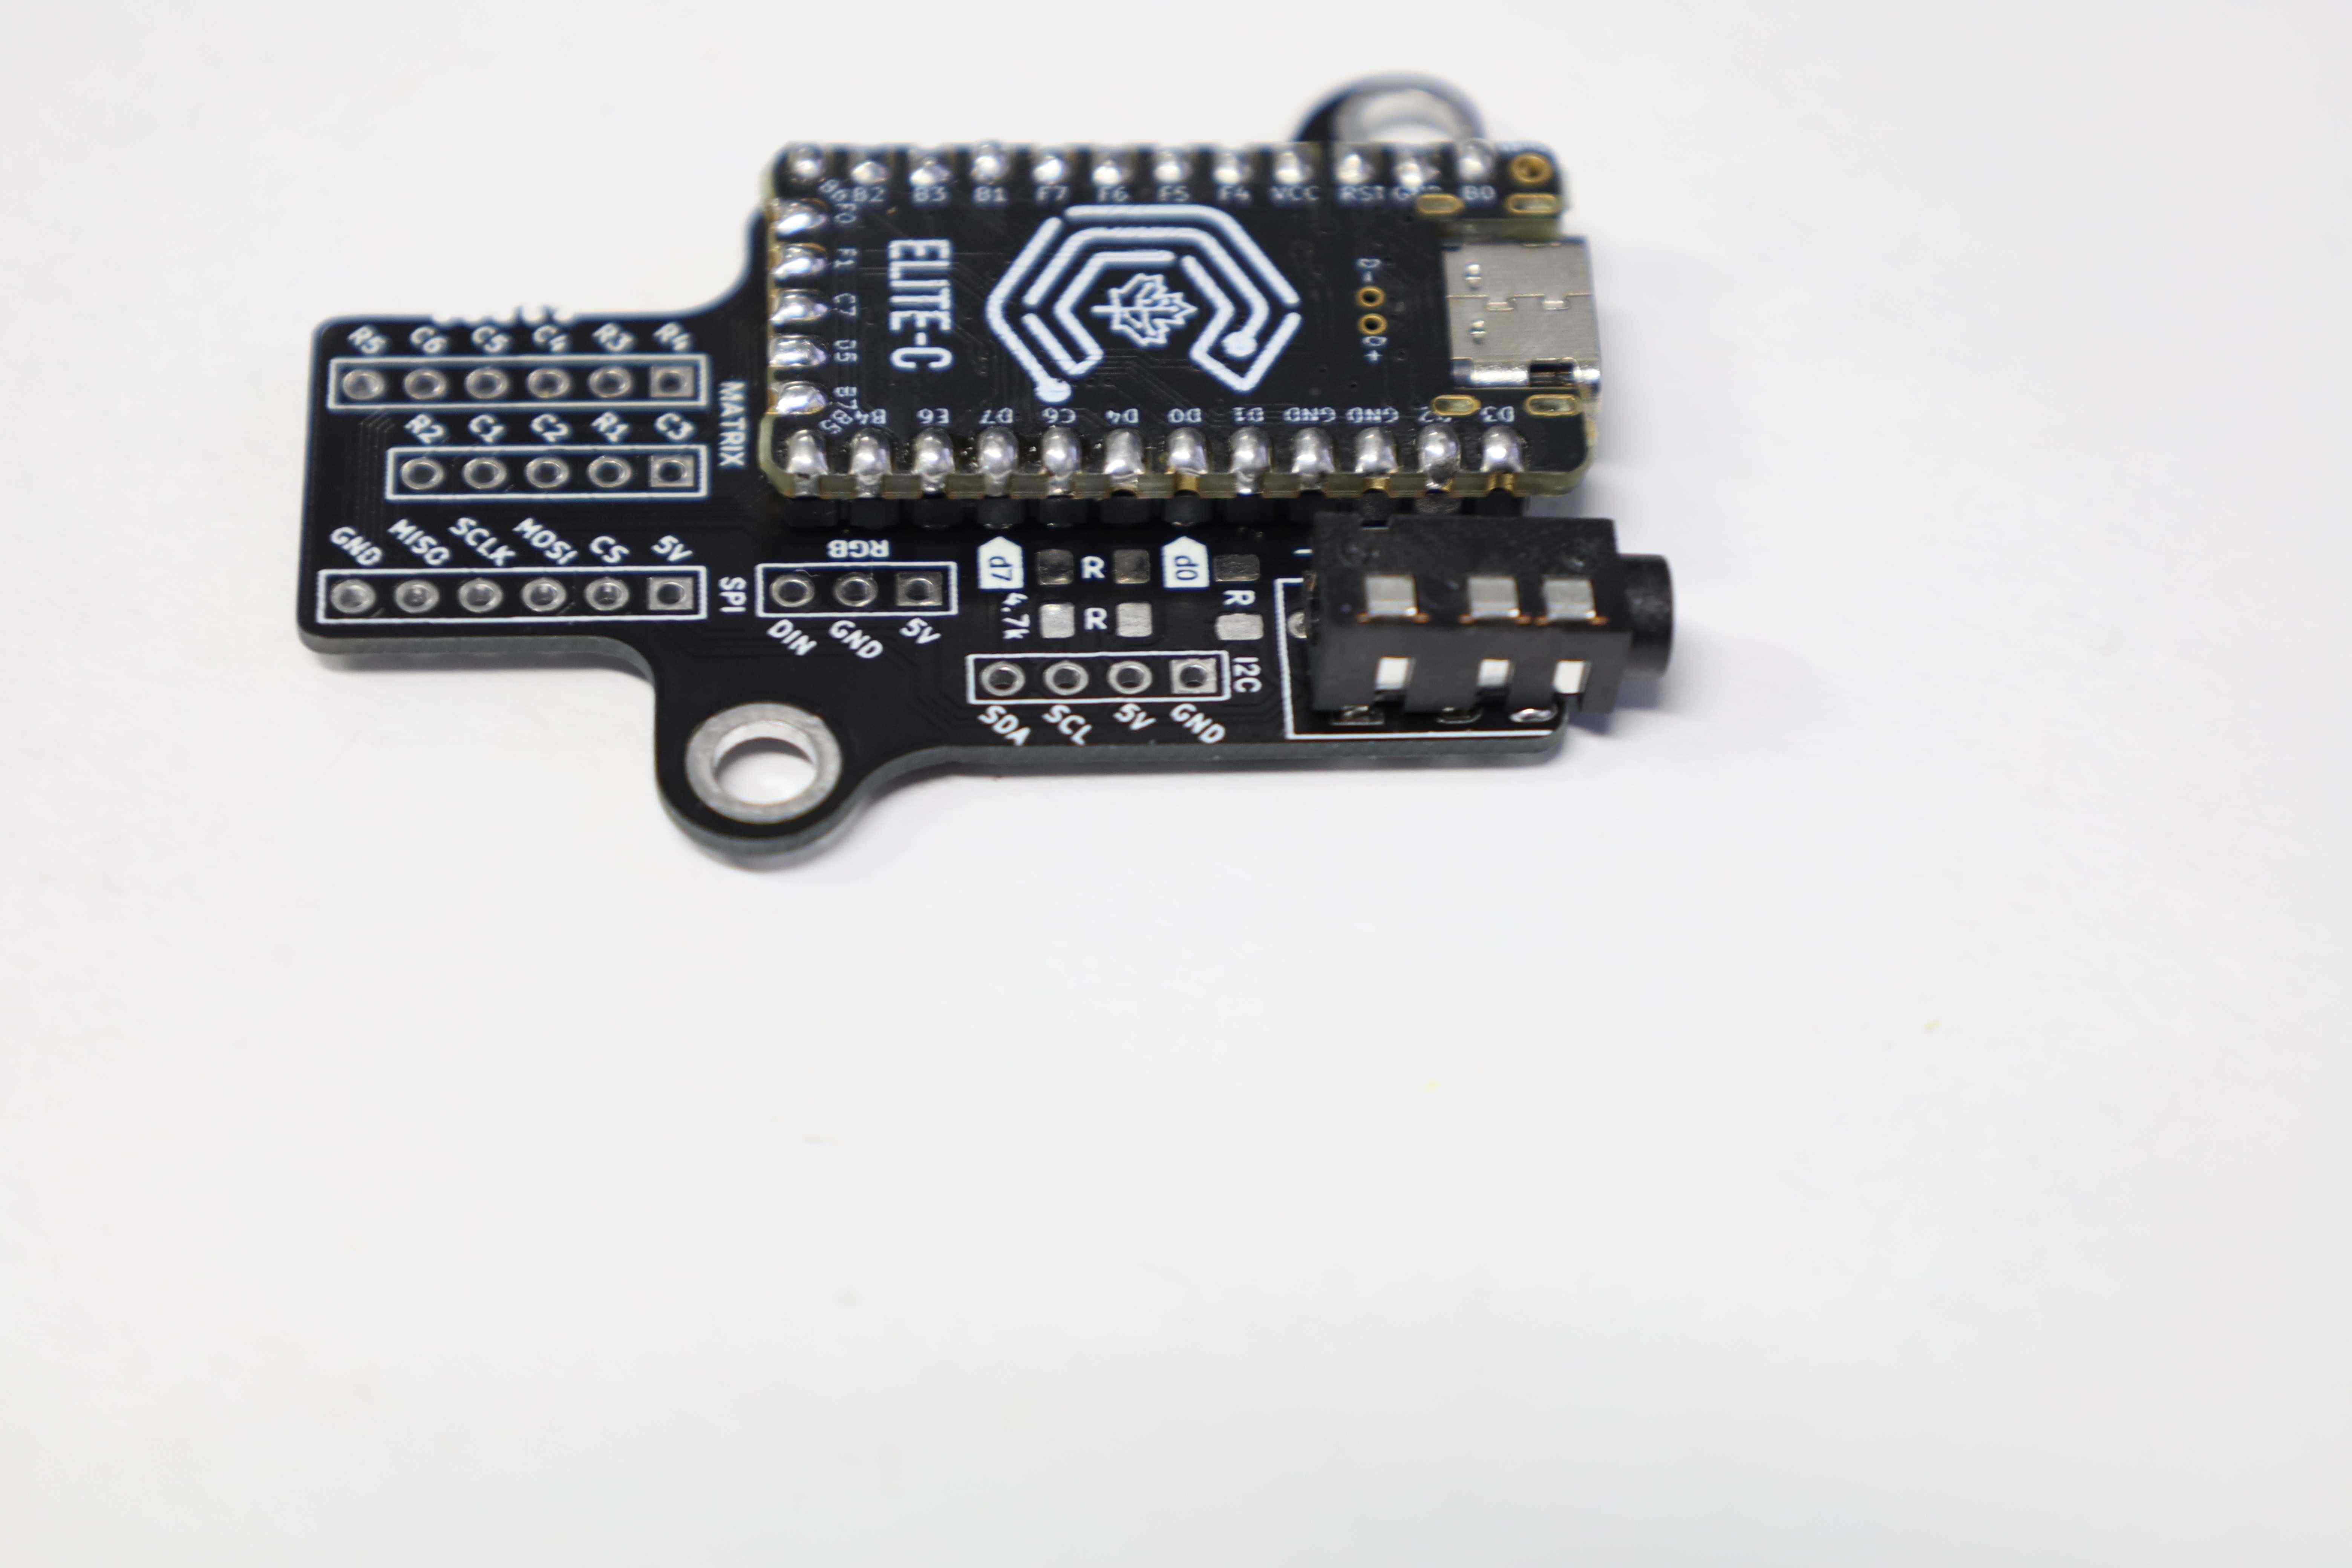 B6 B2 B3 B1 F7 F6 F5 F4 VCC RST GND B0
F0
F1
C7
D5
B7
ELITE-C
D-
D+
B5 B4 E6 D7 C6 D4 D0 D1 GND GND D2 D3
R5 C6 C5 C4 R3 R4
MATRIX
R2 C1 C2 R1 C3
GND MISO SCLK MOSI CS 5V
SPI
RGB
DIN GND 5V
d7 R d0
4.7k R R
I2C
SDA SCL 5V GND